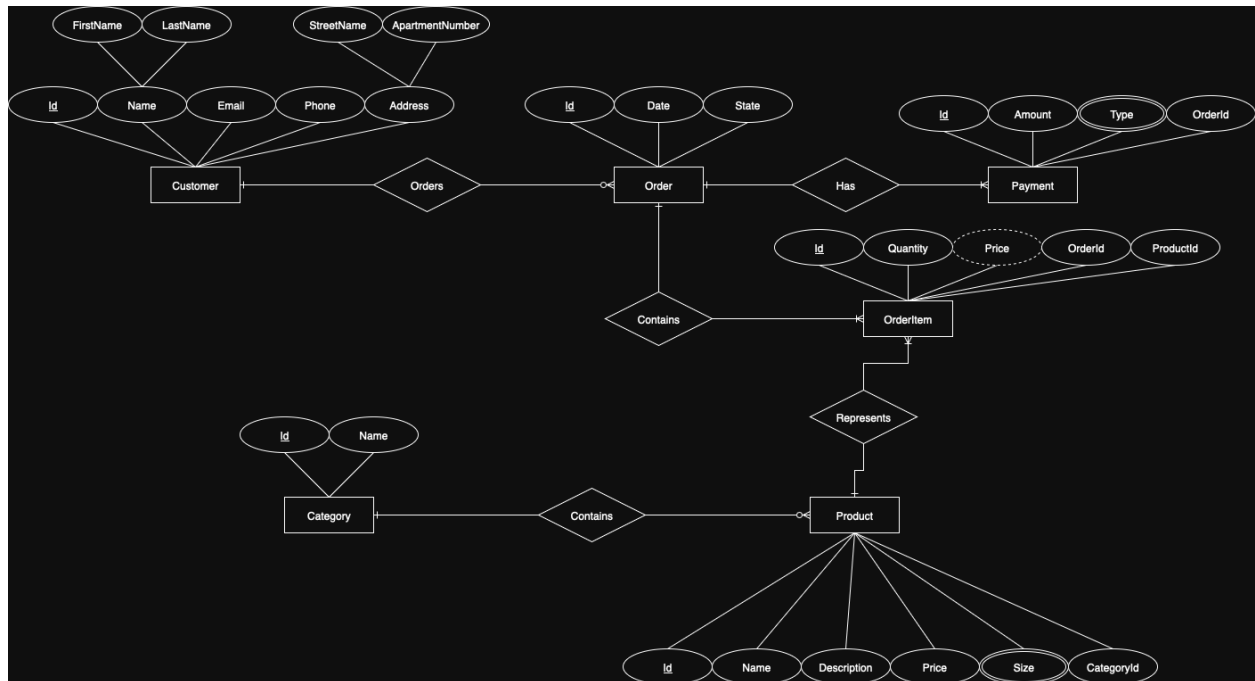 FirstName
LastName
StreetName
ApartmentNumber
Id
Name
Email
Phone
Address
Id
Date
State
Id
Amount
Type
OrderId
Customer
Orders
Order
Has
Payment
Id
Quantity
Price
OrderId
ProductId
Contains
OrderItem
Represents
Id
Name
Category
Contains
Product
Id
Name
Description
Price
Size
CategoryId